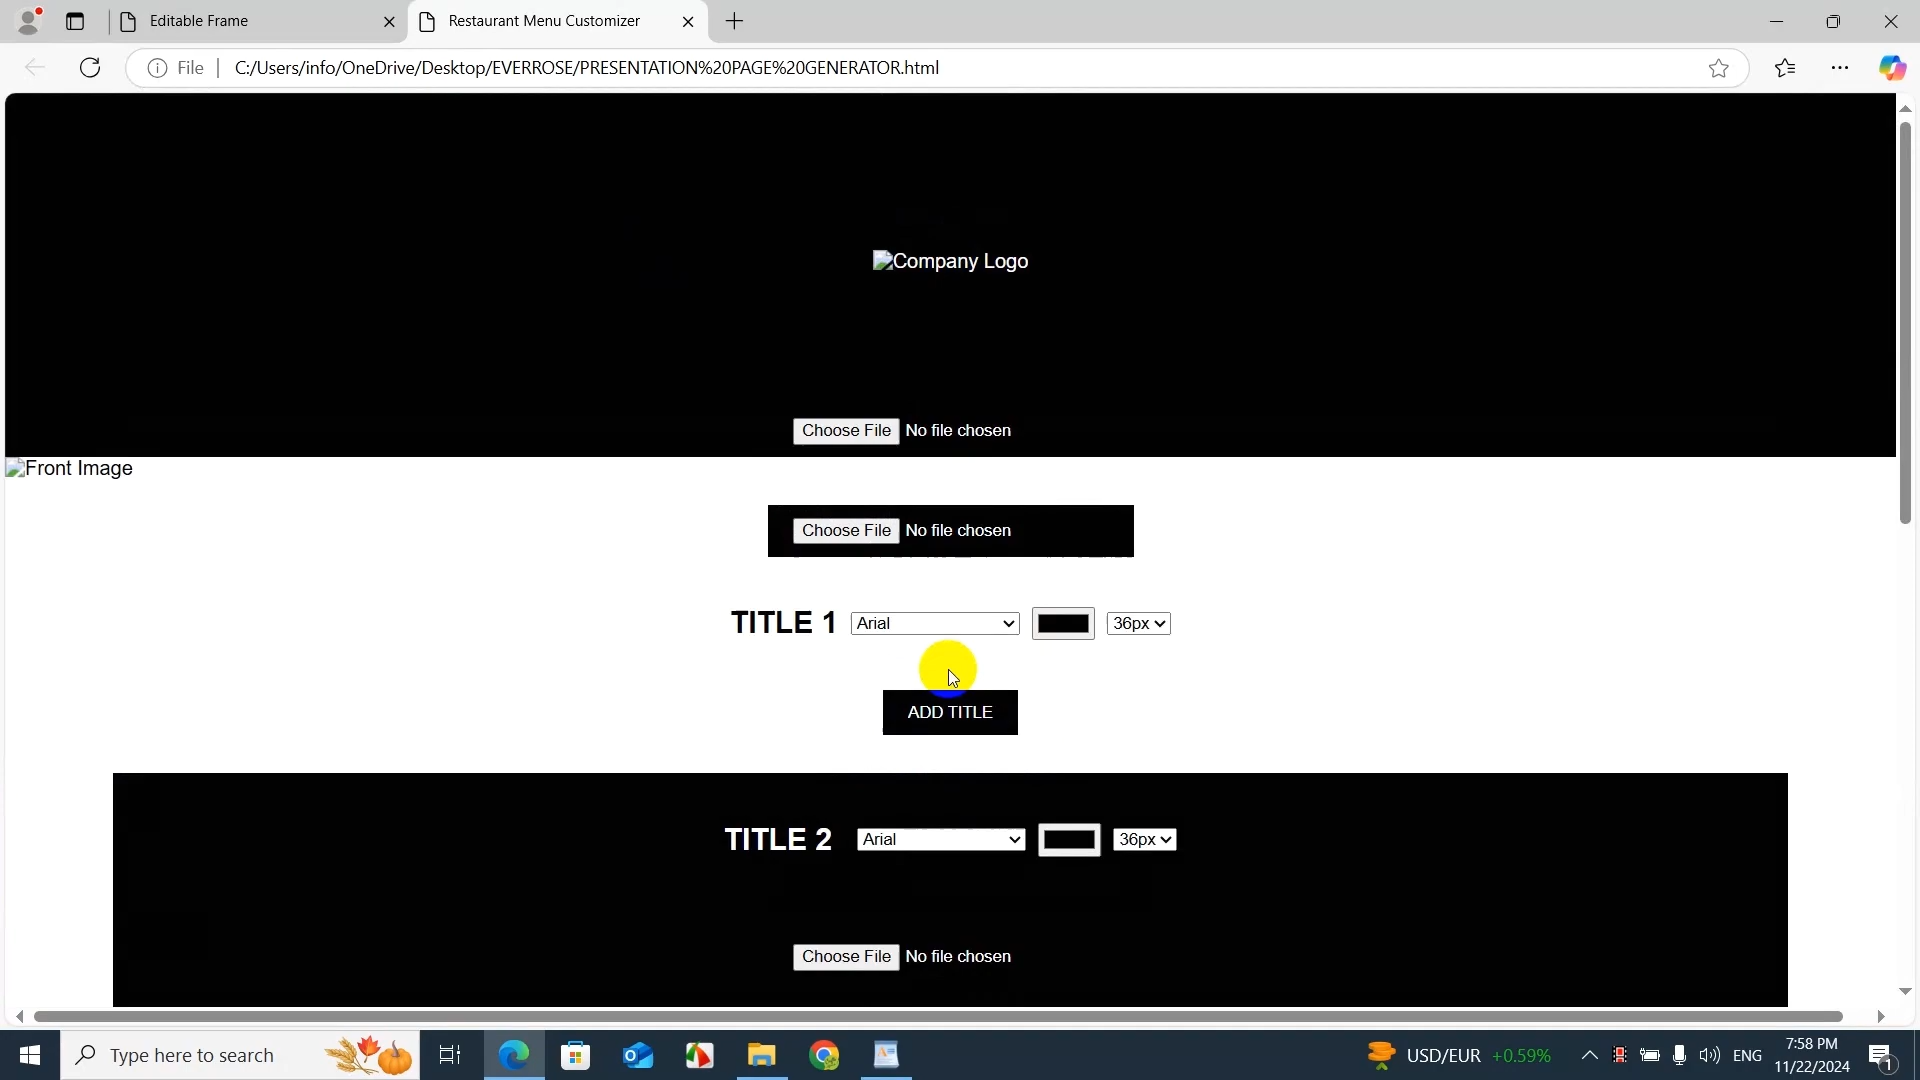 Editable Frame
Restaurant Menu Customizer
File
C:/Users/info/OneDrive/Desktop/EVERROSE/PRESENTATION%20PAGE%20GENERATOR.html
Company Logo
Choose File No file chosen
Front Image
Choose File No file chosen
TITLE 1 Arial 36px
ADD TITLE
TITLE 2 Arial 36px
Choose File No file chosen
Type here to search
USD/EUR +0.59%
ENG
7:58 PM
11/22/2024
1